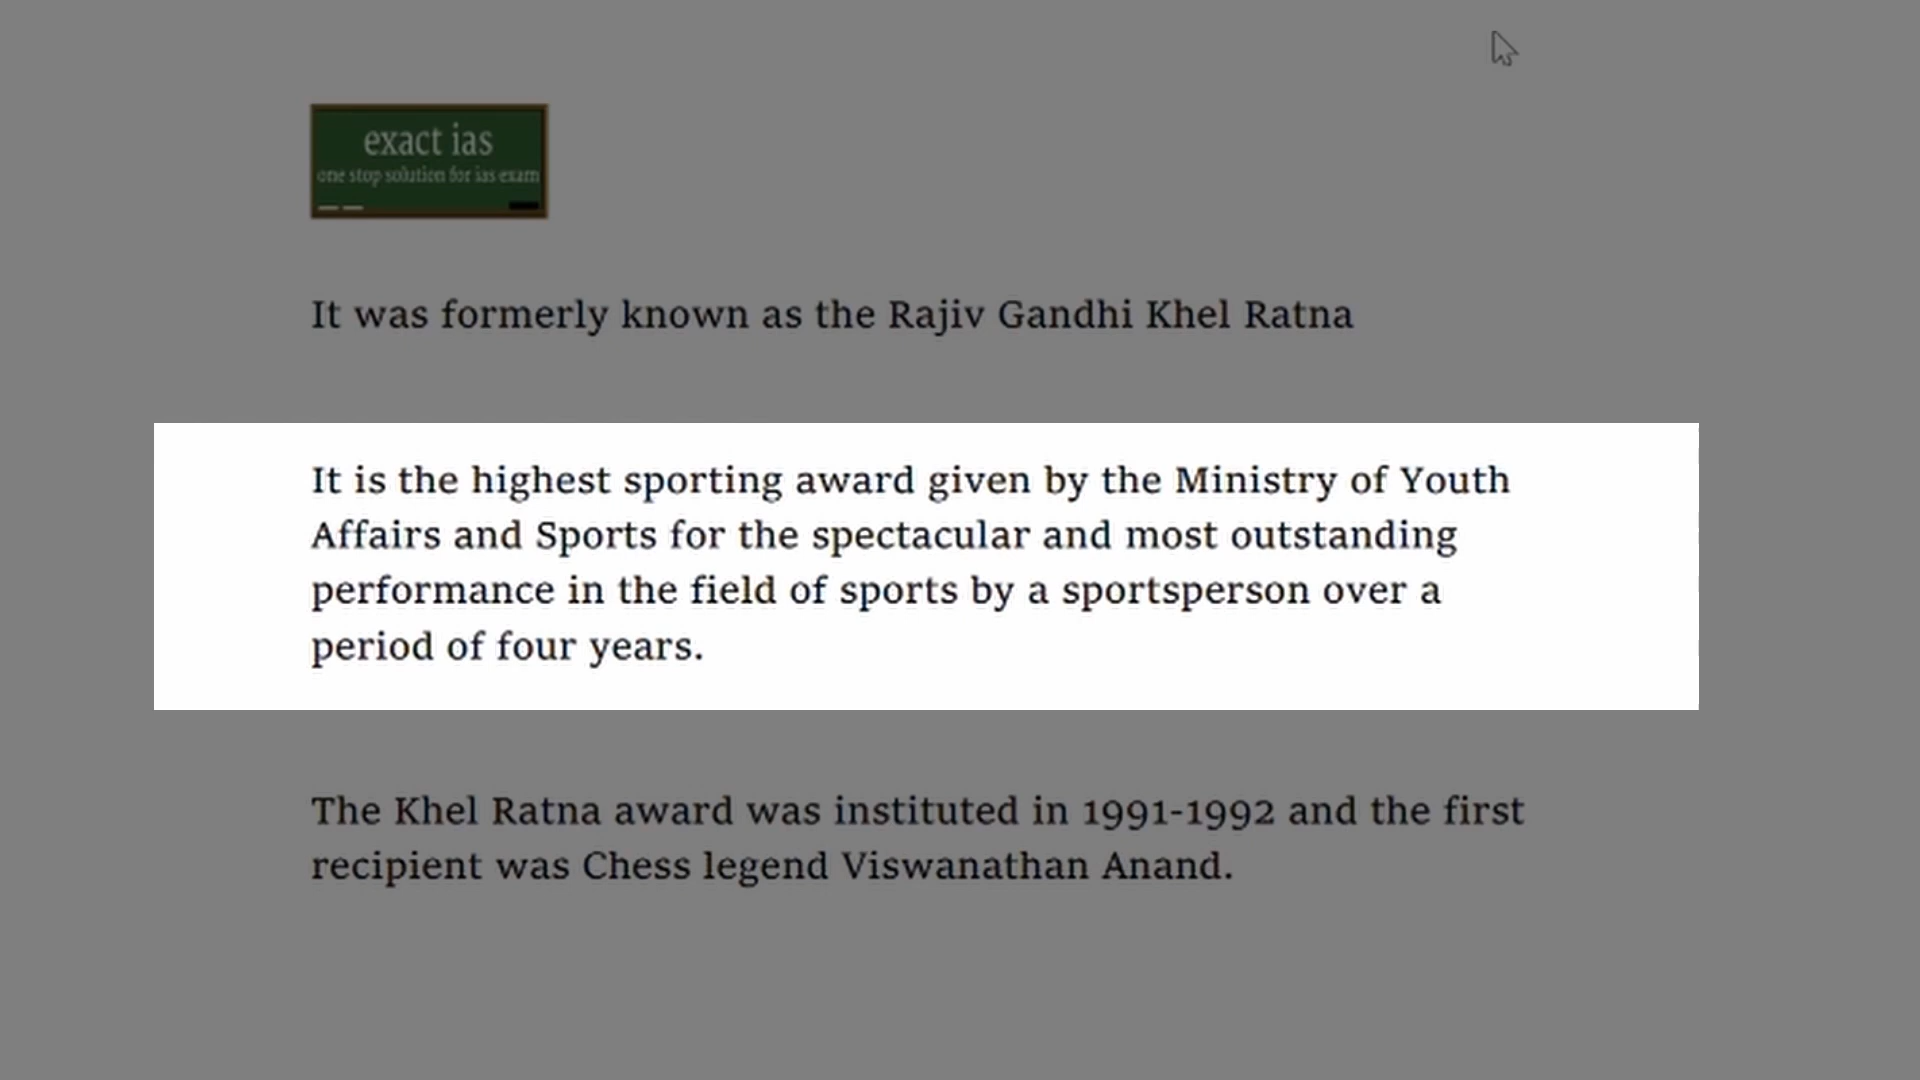 exact ias
one stop solution for ias exam
It was formerly known as the Rajiv Gandhi Khel Ratna
It is the highest sporting award given by the Ministry of Youth
Affairs and Sports for the spectacular and most outstanding
performance in the field of sports by a sportsperson over a
period of four years.
The Khel Ratna award was instituted in 1991-1992 and the first
recipient was Chess legend Viswanathan Anand.